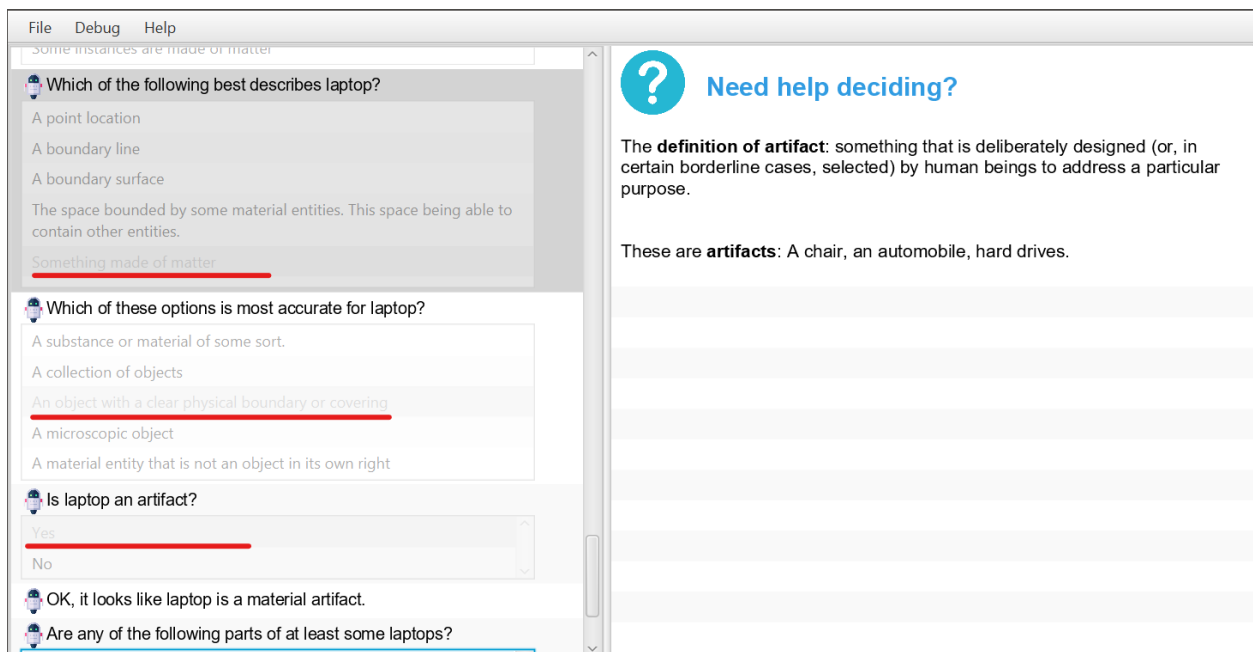 File Debug Help
Some instances are made of matter
Which of the following best describes laptop?
A point location
A boundary line
A boundary surface
The space bounded by some material entities. This space being able to
contain other entities.
Something made of matter
Which of these options is most accurate for laptop?
A substance or material of some sort.
A collection of objects
An object with a clear physical boundary or covering
A microscopic object
A material entity that is not an object in its own right
Is laptop an artifact?
Yes
No
OK, it looks like laptop is a material artifact.
Are any of the following parts of at least some laptops?
?
Need help deciding?
The definition of artifact: something that is deliberately designed (or, in
certain borderline cases, selected) by human beings to address a particular
purpose.
These are artifacts: A chair, an automobile, hard drives.